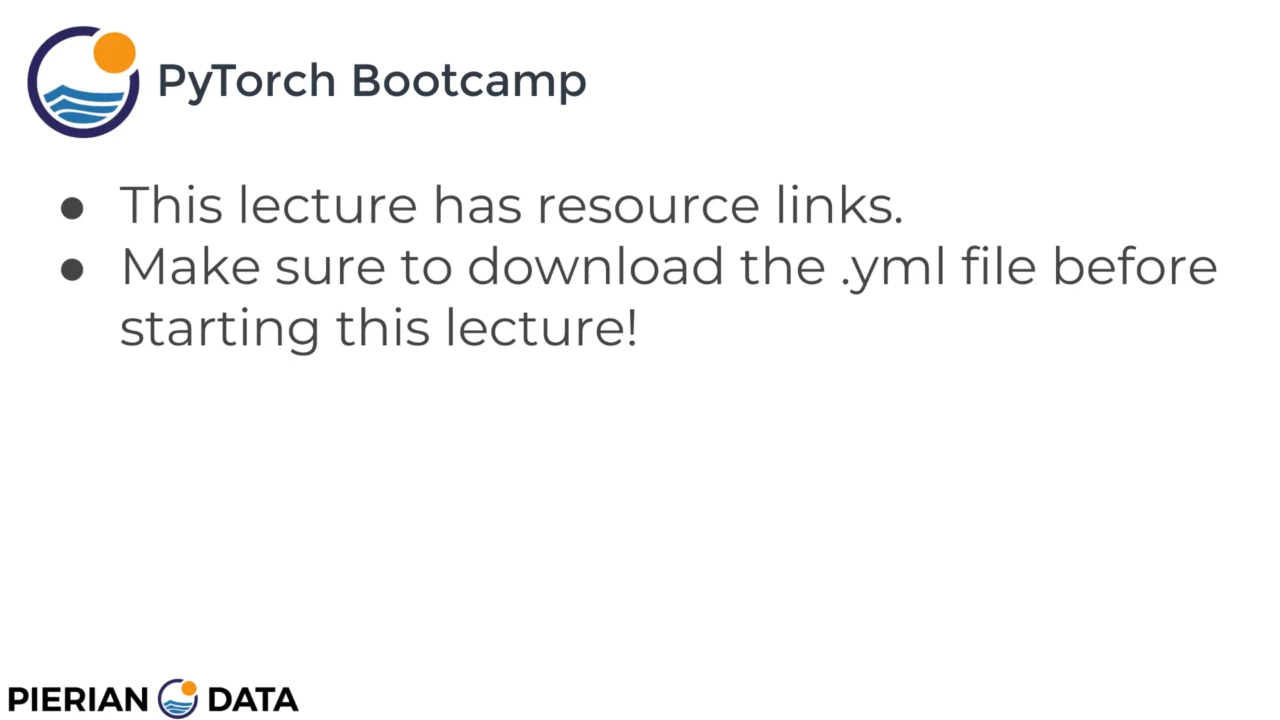 PyTorch Bootcamp
● This lecture has resource links.
● Make sure to download the .yml file before
starting this lecture!
PIERIAN DATA